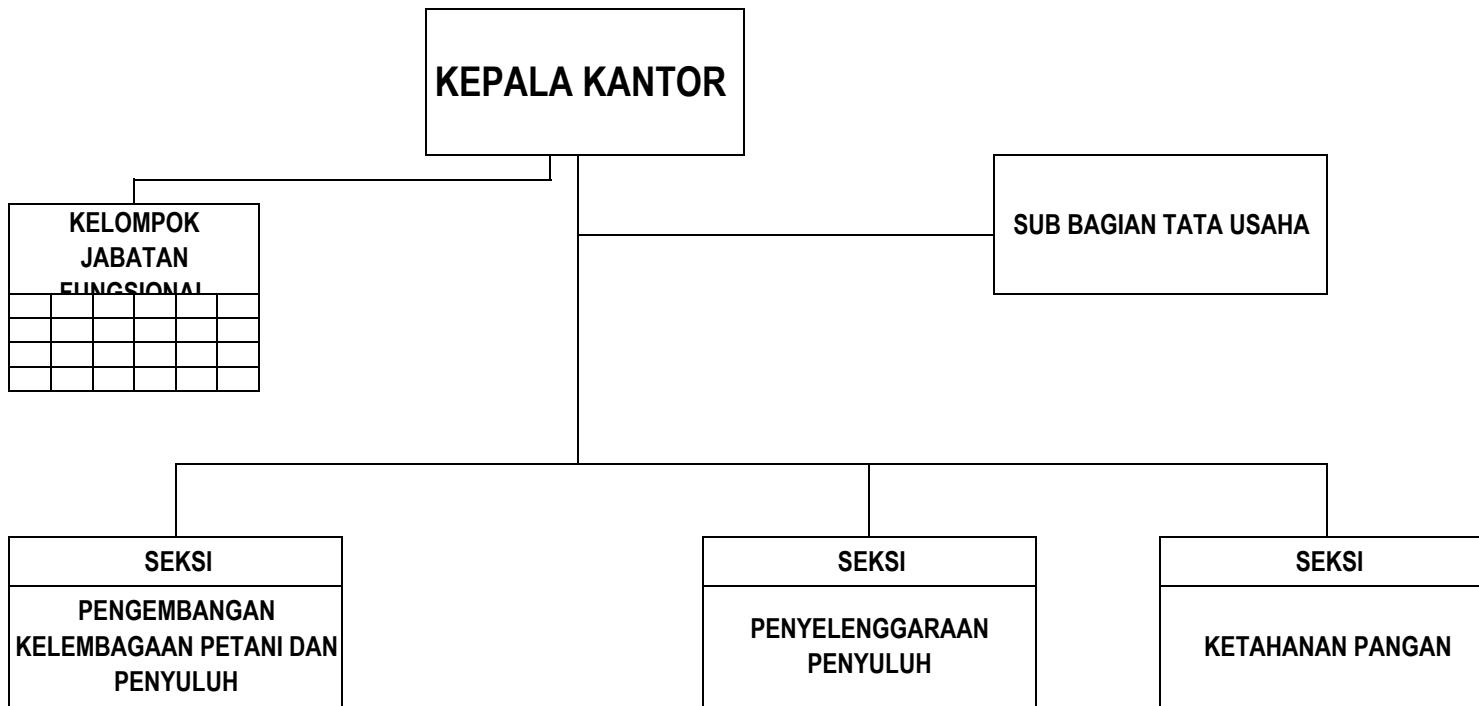 KEPALA KANTOR
KELOMPOK
JABATAN
FUNGSIONAL
SUB BAGIAN TATA USAHA
SEKSI
PENGEMBANGAN
KELEMBAGAAN PETANI DAN
PENYULUH
SEKSI
PENYELENGGARAAN
PENYULUH
SEKSI
KETAHANAN PANGAN